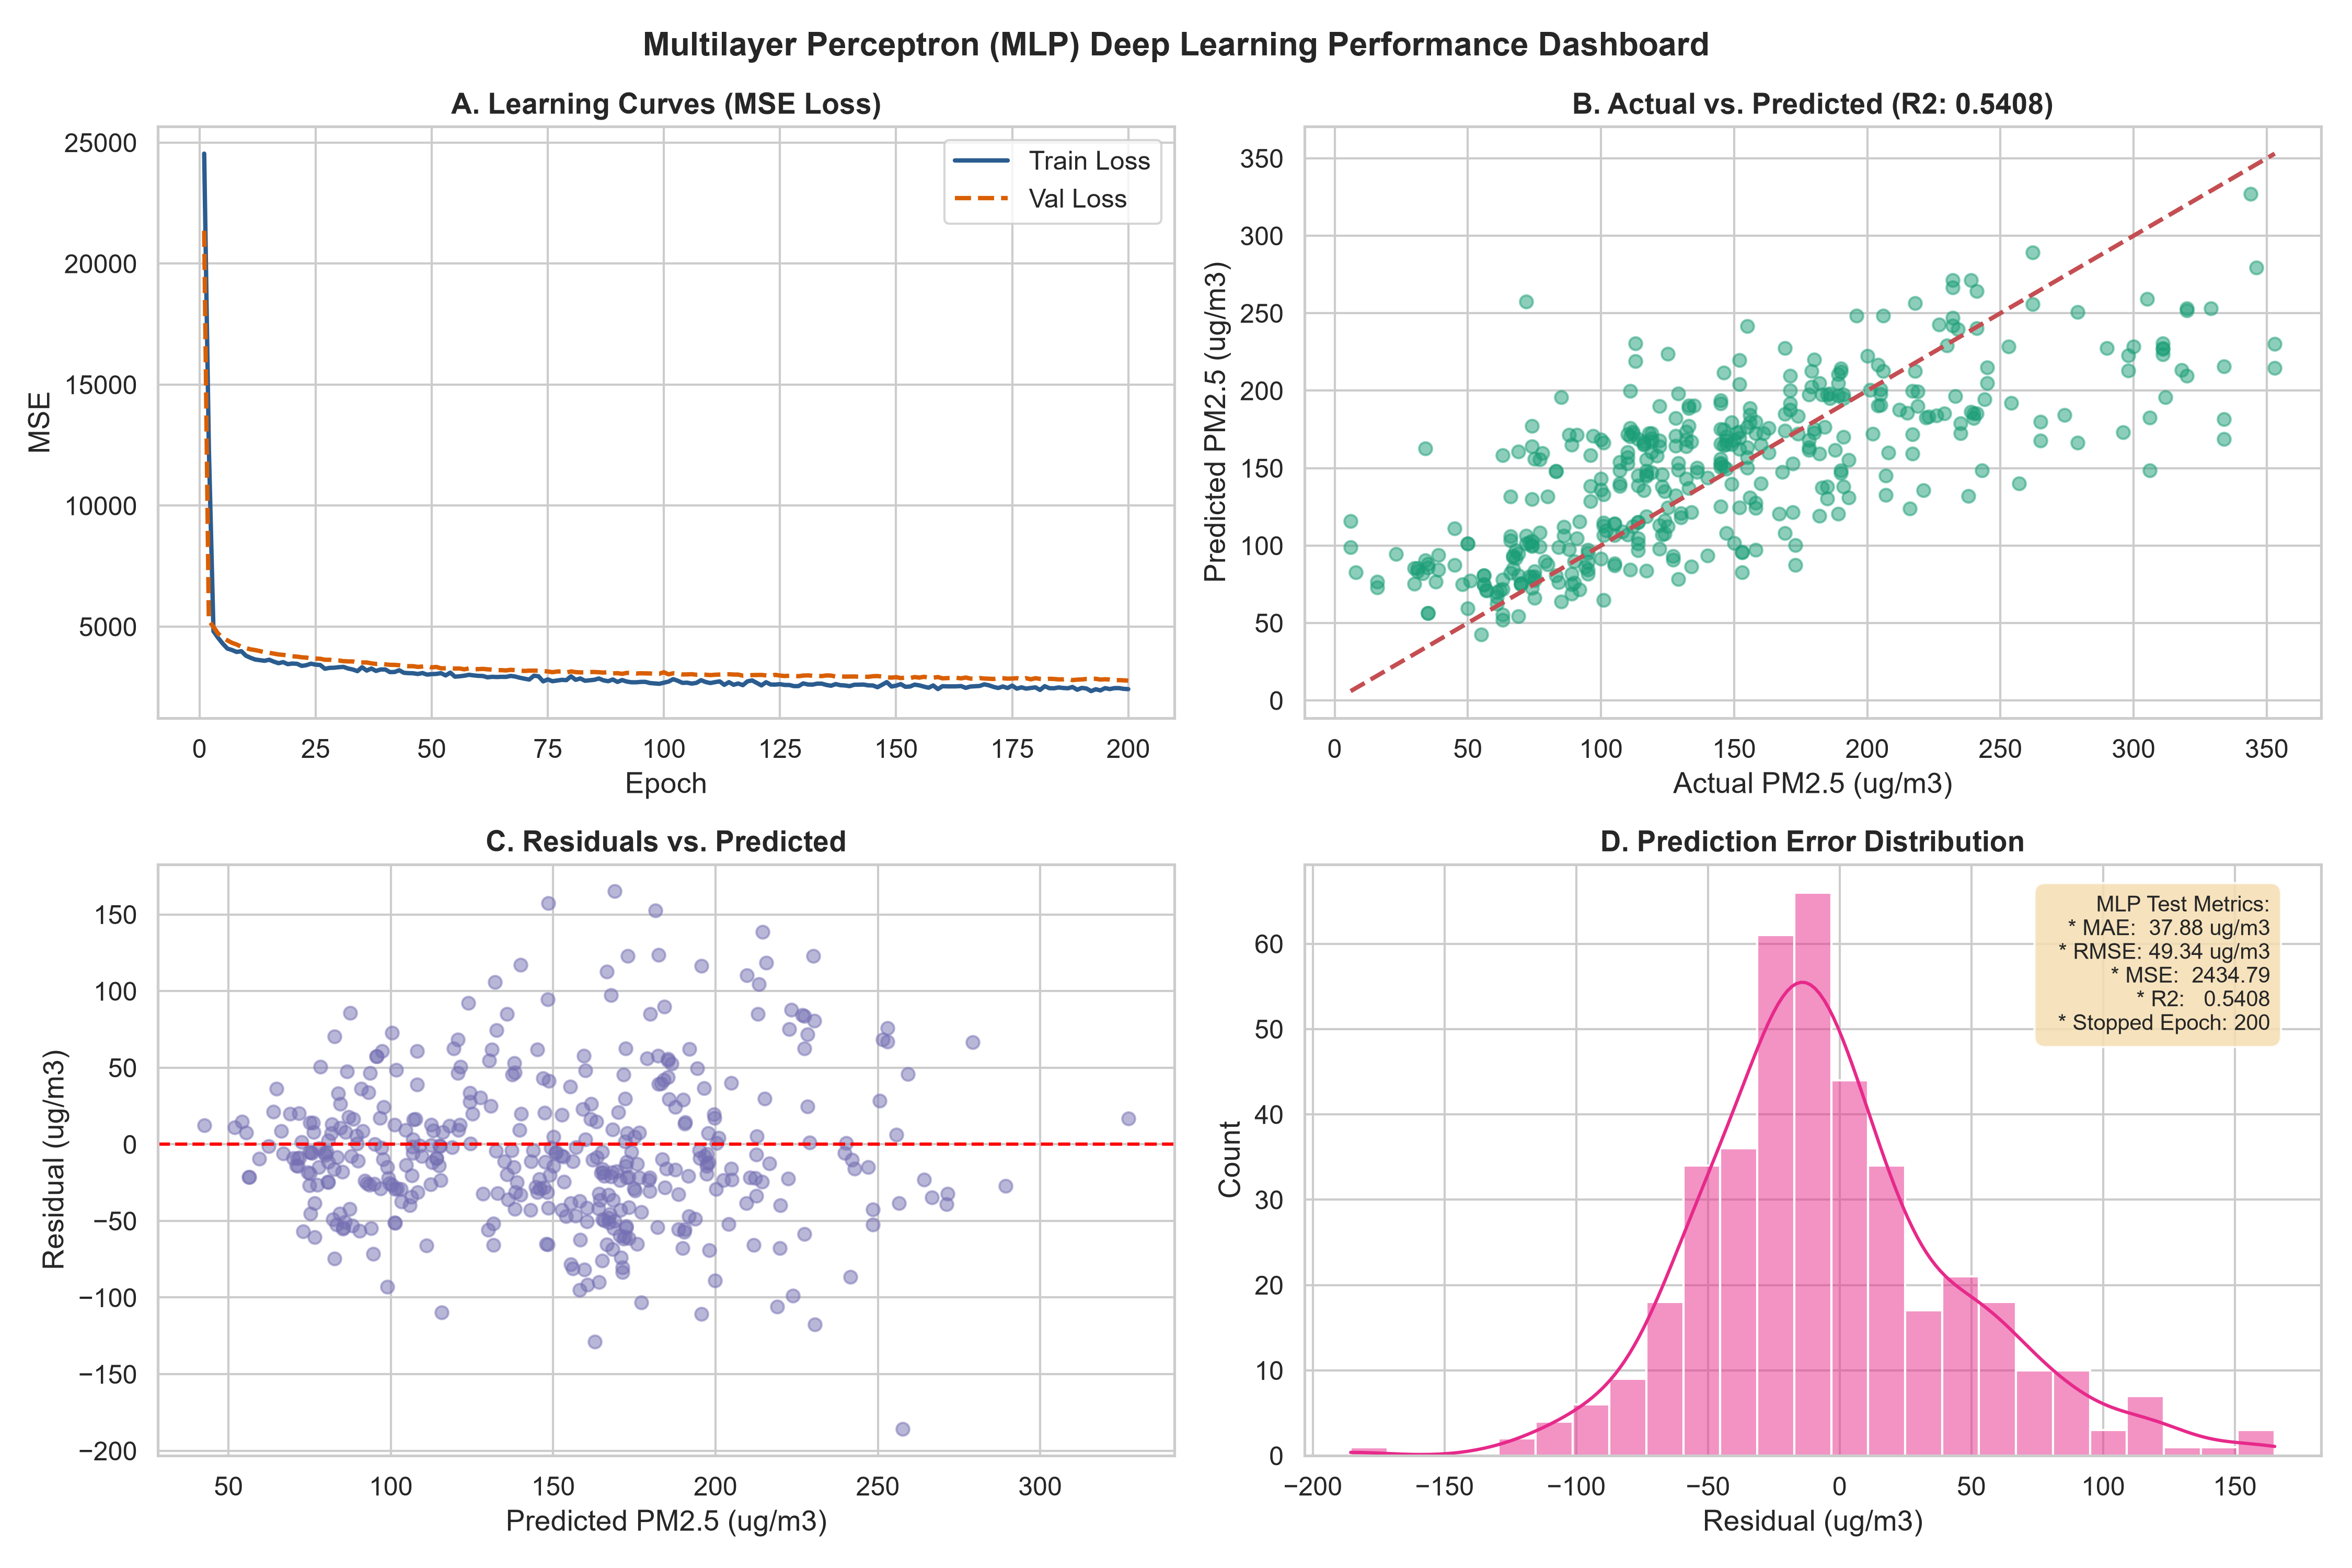 Multilayer Perceptron (MLP) Deep Learning Performance Dashboard
A. Learning Curves (MSE Loss)
25000
20000
15000
10000
5000
MSE
Train Loss
Val Loss
0 25 50 75 100 125 150 175 200
Epoch
B. Actual vs. Predicted (R2: 0.5408)
350
300
250
200
150
100
50
0
Predicted PM2.5 (ug/m3)
0 50 100 150 200 250 300 350
Actual PM2.5 (ug/m3)
C. Residuals vs. Predicted
150
100
50
0
−50
−100
−150
−200
Residual (ug/m3)
50 100 150 200 250 300
Predicted PM2.5 (ug/m3)
D. Prediction Error Distribution
60
50
40
30
20
10
0
Count
MLP Test Metrics:
* MAE: 37.88 ug/m3
* RMSE: 49.34 ug/m3
* MSE: 2434.79
* R2: 0.5408
* Stopped Epoch: 200
−200 −150 −100 −50 0 50 100 150
Residual (ug/m3)